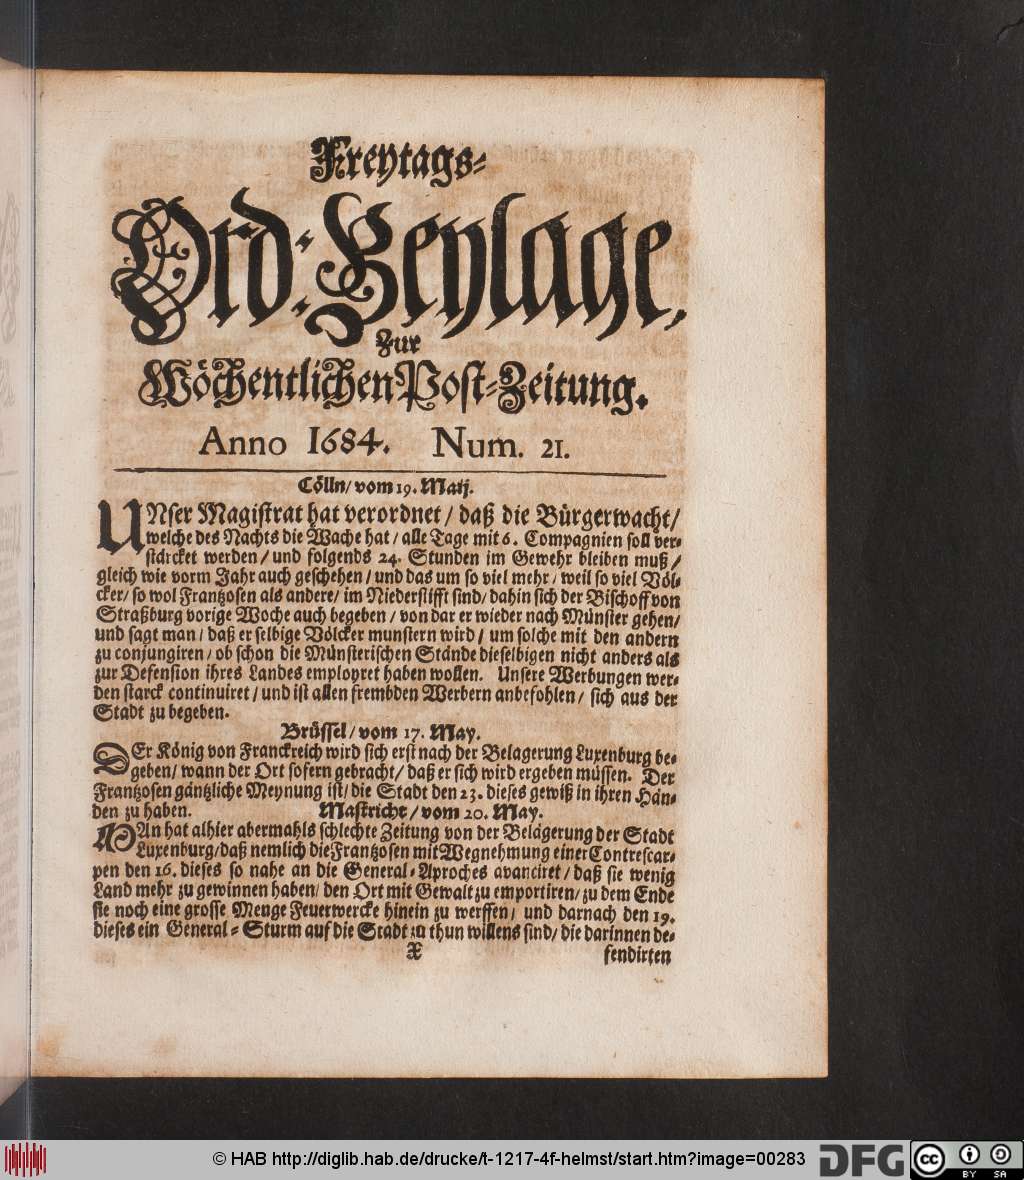 Freytags-
Ord: Beylage,
Zur
Wöchentlichen Post-Zeitung.
Anno 1684. Num. 21.
Cölln/ vom 19. Maij.
UNser Magistrat hat verordnet / daß die Bürgerwacht/
welche des Nachts die Wache hat / alle Tage mit 6. Compagnien soll ver-
stärcket werden / und folgends 24. Stunden im Gewehr bleiben muß /
gleich wie vorm Jahr auch geschehen / und das um so viel mehr / weil so viel Völ-
cker / so wol Frantzosen als andere / im Niederstifft sind / dahin sich der Bischoff von
Straßburg vorige Woche auch begeben / von dar er wieder nach Münster gehen/
und sagt man / daß er selbige Völcker munstern wird / um solche mit den andern
zu conjungiren / ob schon die Münsterischen Stände dieselbigen nicht anders als
zur Defension ihres Landes employret haben wollen. Unsere Werbungen wer-
den starck continuiret / und ist allen frembden Werbern anbefohlen / sich aus der
Stadt zu begeben.
Brüssel / vom 17. May.
DEr König von Franckreich wird sich erst nach der Belagerung Luxenburg be-
geben / wann der Ort sofern gebracht / daß er sich wird ergeben müssen. Der
Frantzosen gäntzliche Meynung ist / die Stadt den 23. dieses gewiß in ihren Hän-
den zu haben. Mastricht / vom 20. May.
MAn hat alhier abermahls schlechte Zeitung von der Belägerung der Stadt
Luxenburg/daß nemlich die Frantzosen mit Wegnehmung einer Contrescar-
pen den 16. dieses so nahe an die General-Aproches avanciret / daß sie wenig
Land mehr zu gewinnen haben / den Ort mit Gewalt zu emportiren / zu dem Ende
sie noch eine grosse Menge Feuerwercke hinein zu werffen / und darnach den 19.
dieses ein General-Sturm auf die Stadt zu thun willens sind / die darinnen de-
X fendirten
© HAB http://diglib.hab.de/drucke/t-1217-4f-helmst/start.htm?image=00283
DFG
cc BY SA